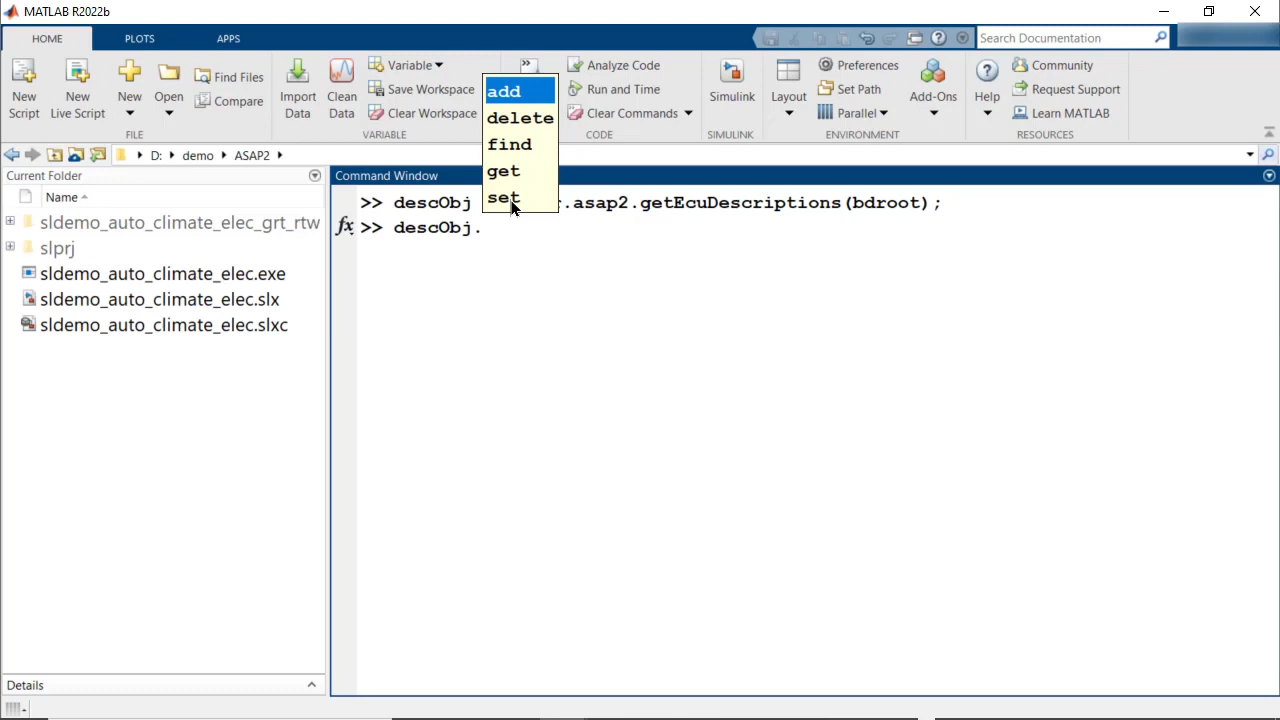 MATLAB R2022b
HOME PLOTS APPS
Search Documentation
New Script
New Live Script
New
Open
Find Files
Compare
Import Data
Clean Data
Variable
Save Workspace
Clear Workspace
»
Analyze Code
Run and Time
Clear Commands
Simulink
Layout
Preferences
Set Path
Parallel
Add-Ons
Help
Community
Request Support
Learn MATLAB
FILE VARIABLE CODE SIMULINK ENVIRONMENT RESOURCES
add
delete
find
get
set
D: demo ASAP2
Current Folder
Name
sldemo_auto_climate_elec_grt_rtw
slprj
sldemo_auto_climate_elec.exe
sldemo_auto_climate_elec.slx
sldemo_auto_climate_elec.slxc
Details
Command Window
>> descObj .asap2.getEcuDescriptions(bdroot);
fx >> descObj.